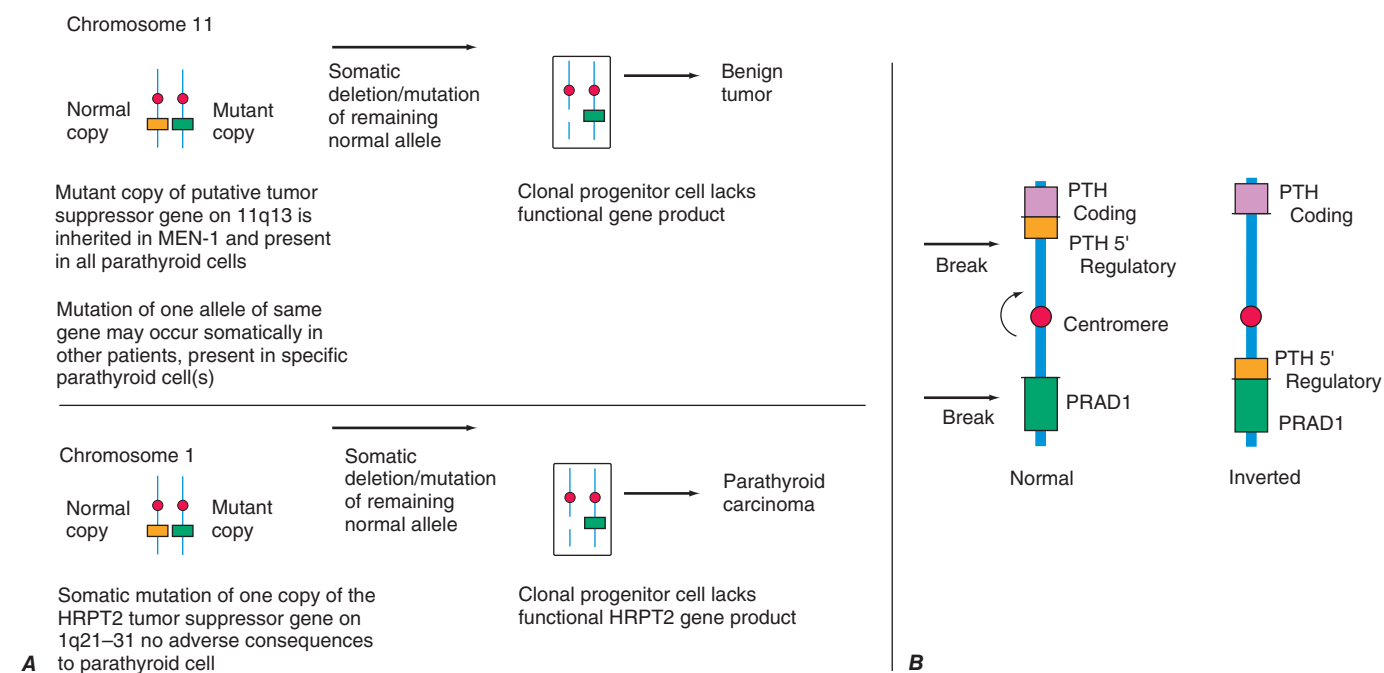 Chromosome 11
Normal
copy
Mutant
copy
Somatic
deletion/mutation
of remaining
normal allele
Benign
tumor
Mutant copy of putative tumor
suppressor gene on 11q13 is
inherited in MEN-1 and present
in all parathyroid cells
Clonal progenitor cell lacks
functional gene product
Mutation of one allele of same
gene may occur somatically in
other patients, present in specific
parathyroid cell(s)
Chromosome 1
Normal
copy
Mutant
copy
Somatic
deletion/mutation
of remaining
normal allele
Parathyroid
carcinoma
Somatic mutation of one copy of the
HRPT2 tumor suppressor gene on
1q21–31 no adverse consequences
to parathyroid cell
Clonal progenitor cell lacks
functional HRPT2 gene product
A
PTH
Coding
PTH 5'
Regulatory
Break
Centromere
Break
PRAD1
Normal
PTH
Coding
PTH 5'
Regulatory
PRAD1
Inverted
B